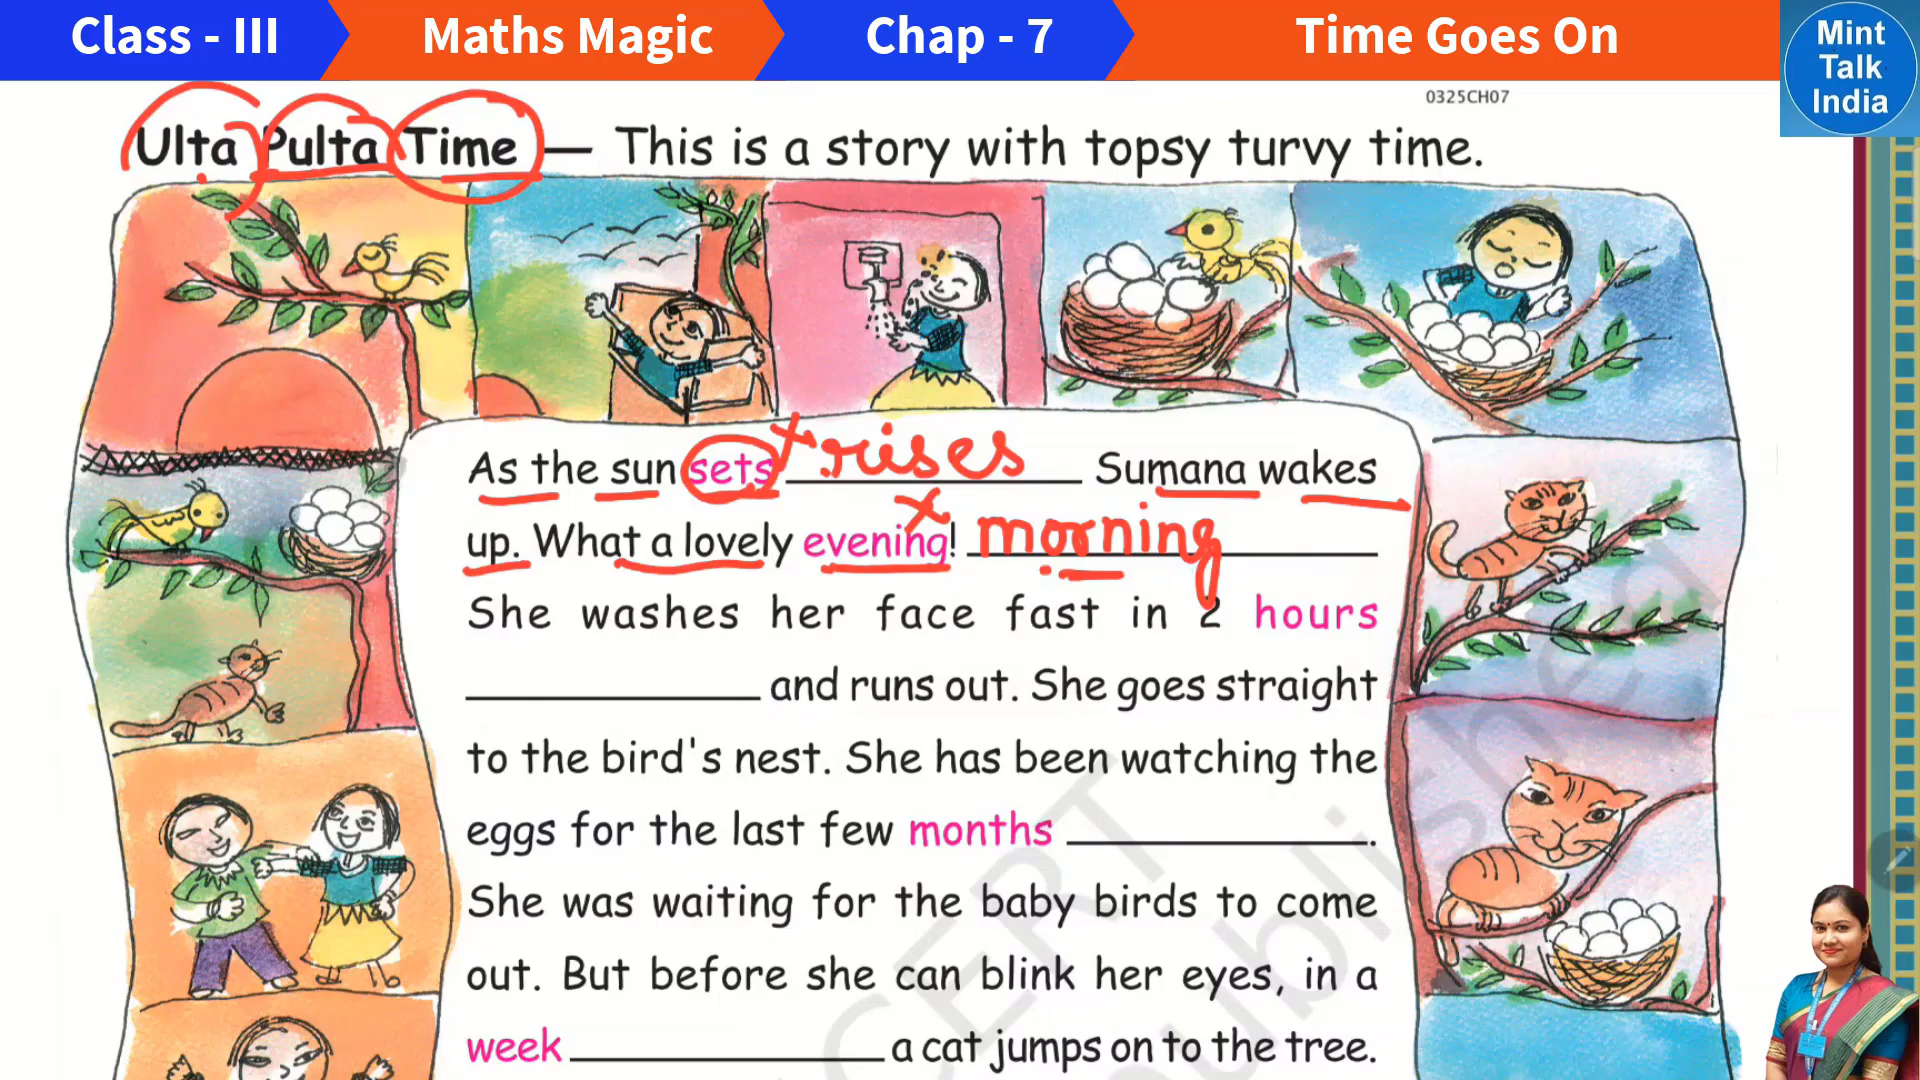 Class - III
Maths Magic
Chap - 7
Time Goes On
Mint
Talk
India
0325CH07
Ulta Pulta Time — This is a story with topsy turvy time.
As the sun sets x rises Sumana wakes
up. What a lovely evening! x morning
She washes her face fast in 2 hours
__________ and runs out. She goes straight
to the bird's nest. She has been watching the
eggs for the last few months __________.
She was waiting for the baby birds to come
out. But before she can blink her eyes, in a
week __________ a cat jumps on to the tree.